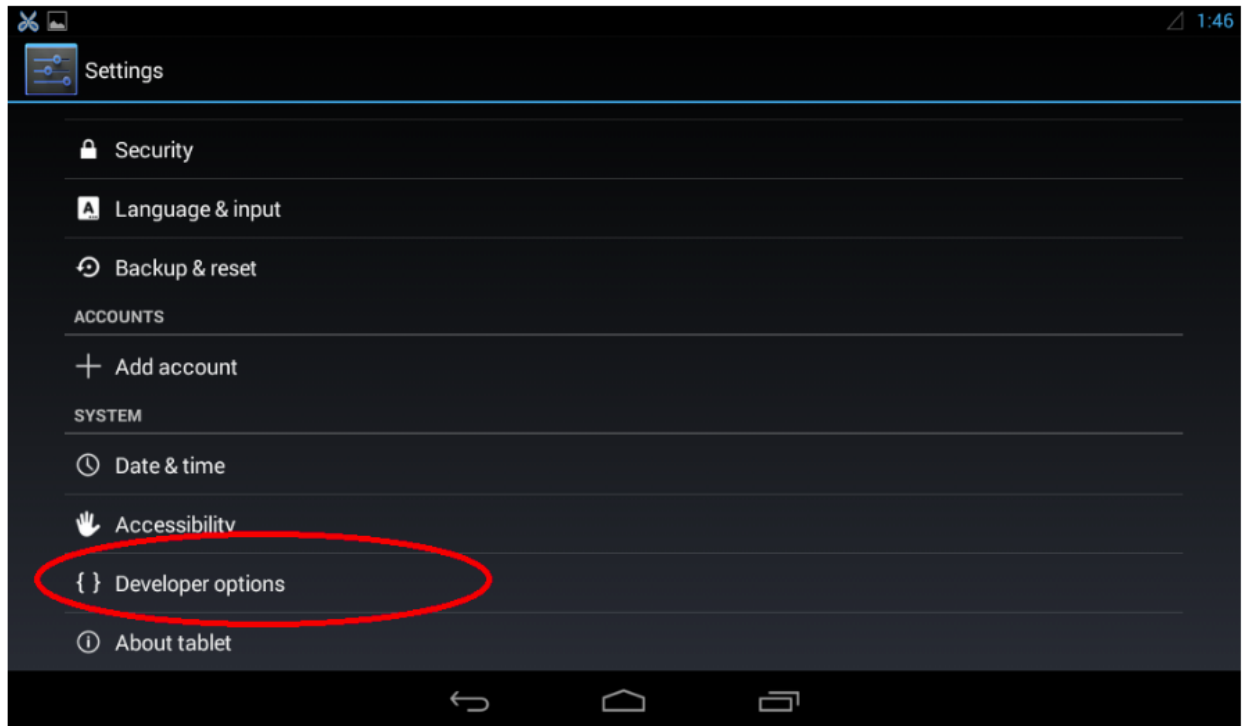 1:46
Settings
Security
Language & input
Backup & reset
ACCOUNTS
Add account
SYSTEM
Date & time
Accessibility
{ } Developer options
About tablet